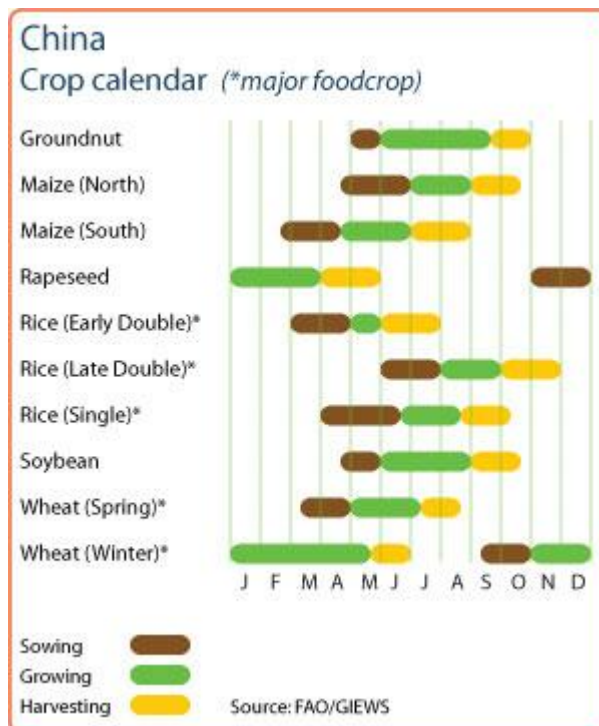 China
Crop calendar (*major foodcrop)
Groundnut
Maize (North)
Maize (South)
Rapeseed
Rice (Early Double)*
Rice (Late Double)*
Rice (Single)*
Soybean
Wheat (Spring)*
Wheat (Winter)*
J F M A M J J A S O N D
Sowing
Growing
Harvesting
Source: FAO/GIEWS